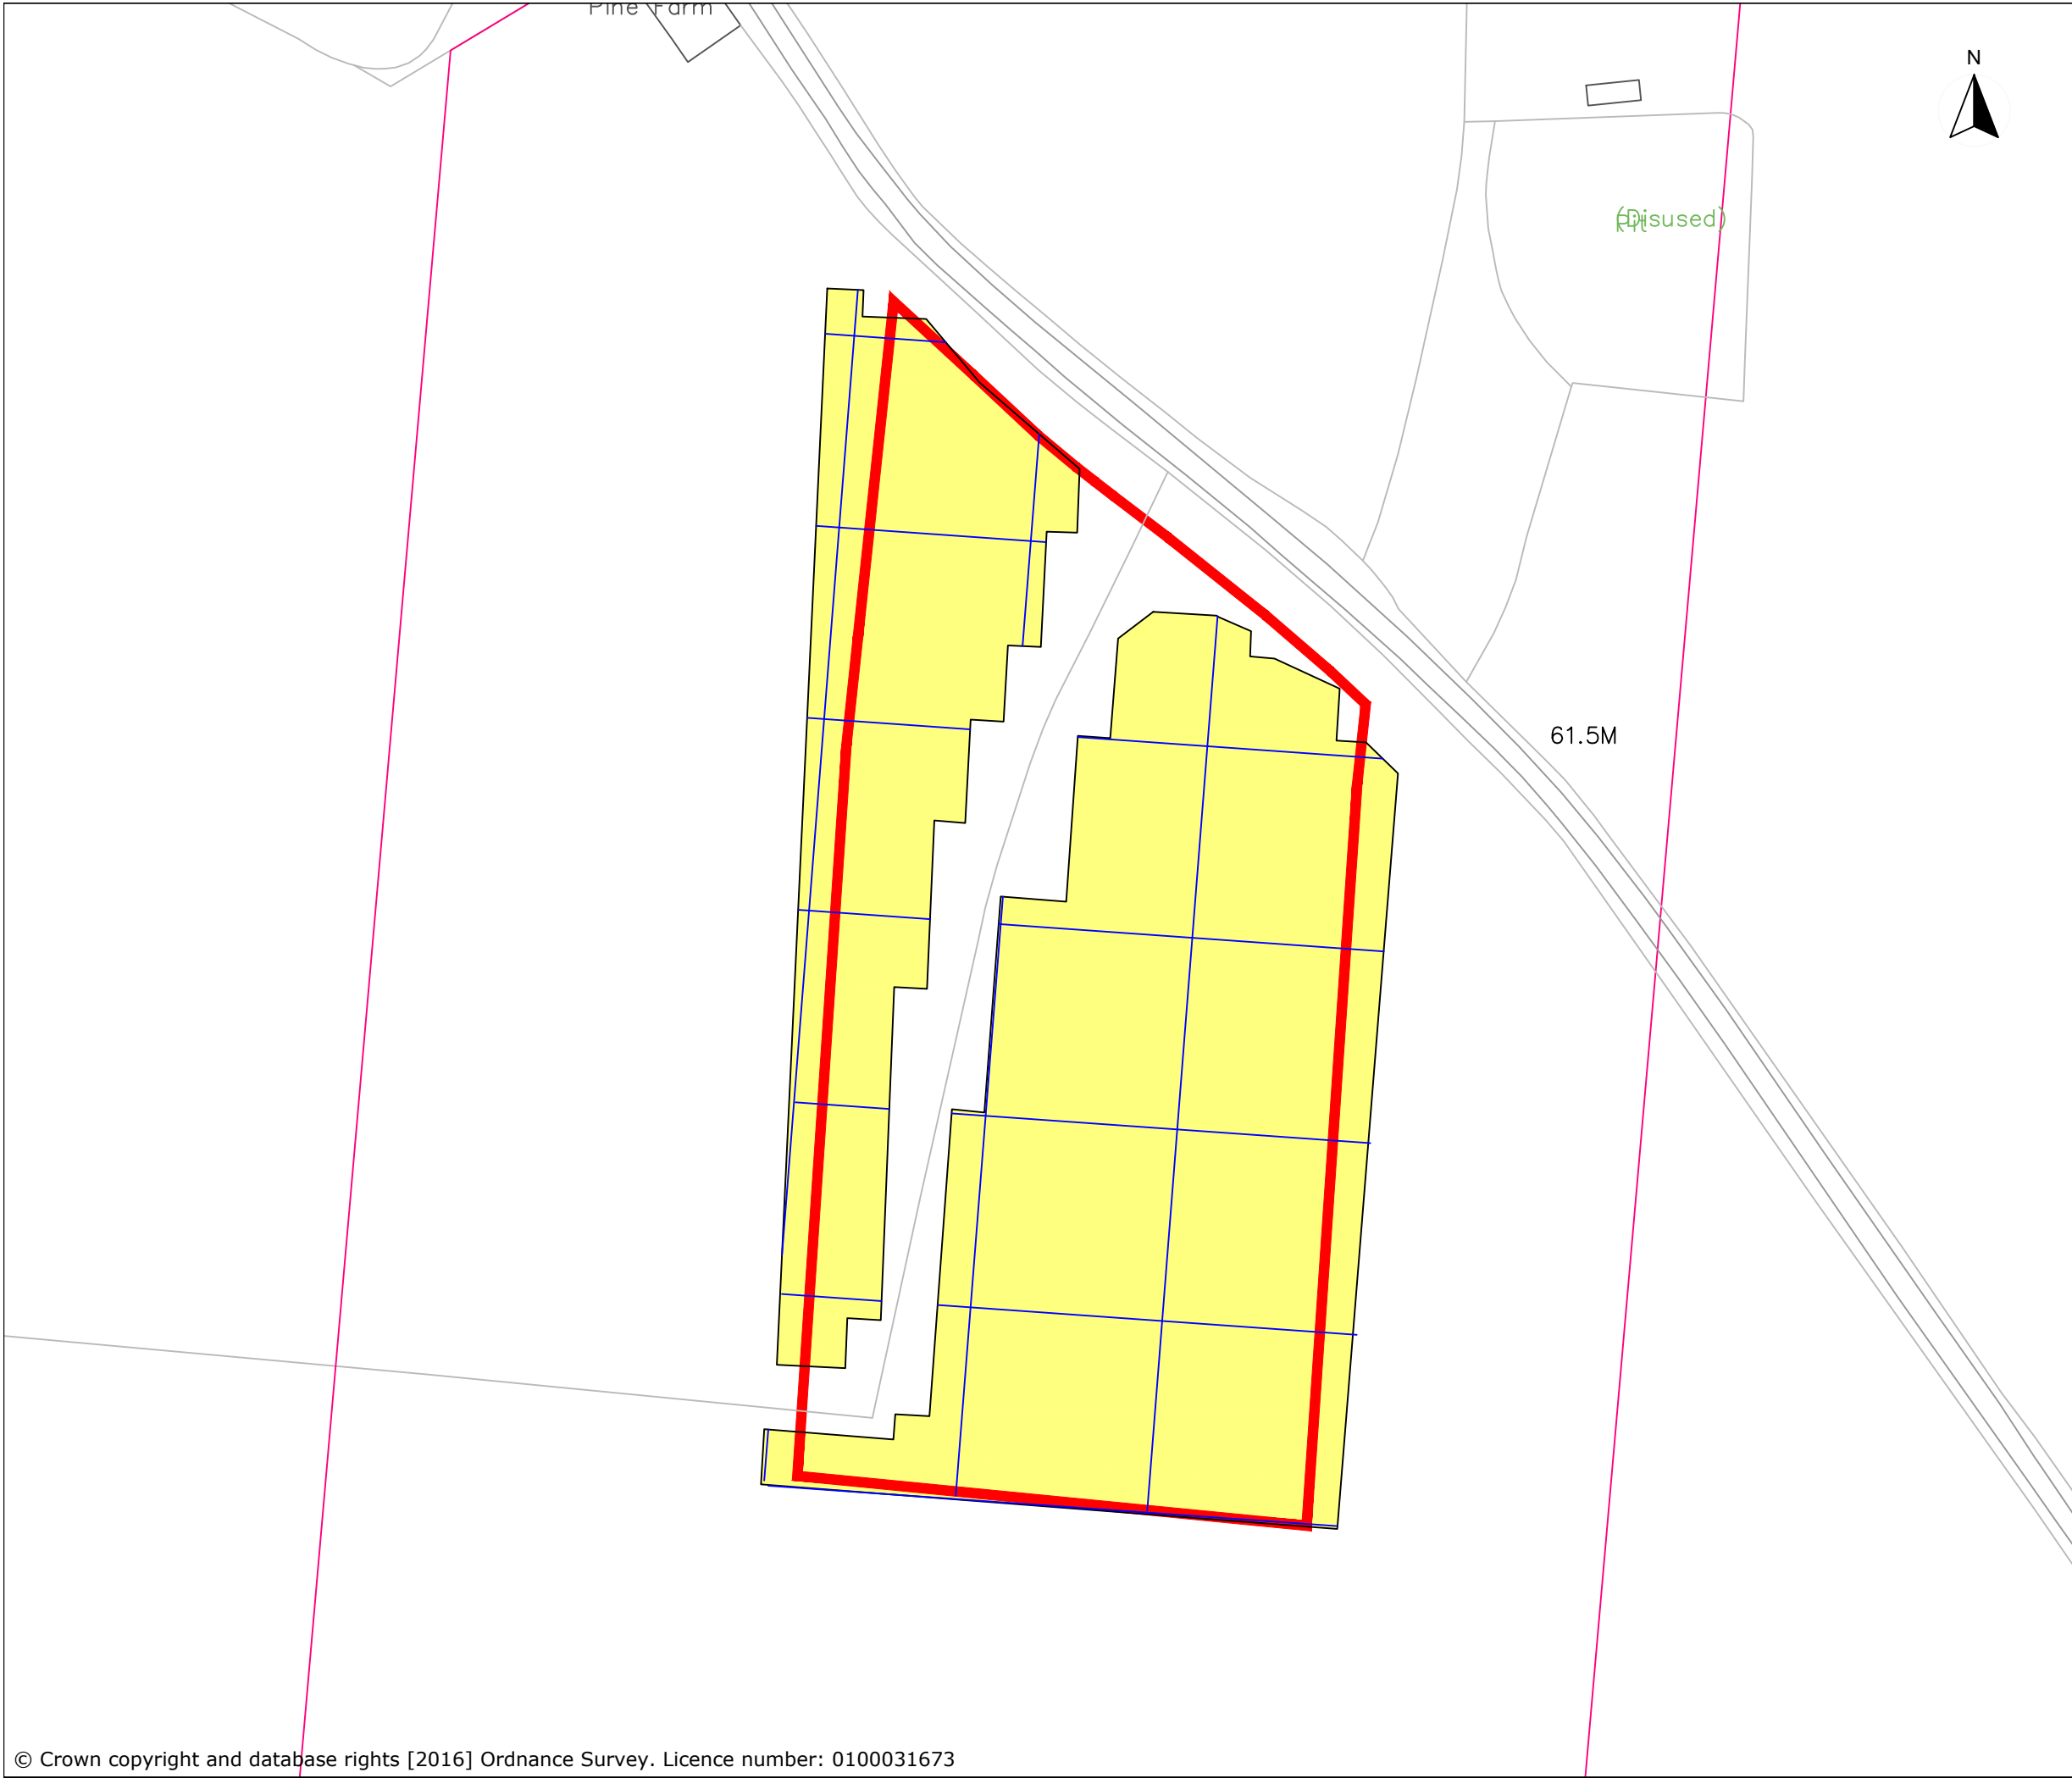 Pine Farm
N
Pit
(Disused)
61.5M
© Crown copyright and database rights [2016] Ordnance Survey. Licence number: 0100031673